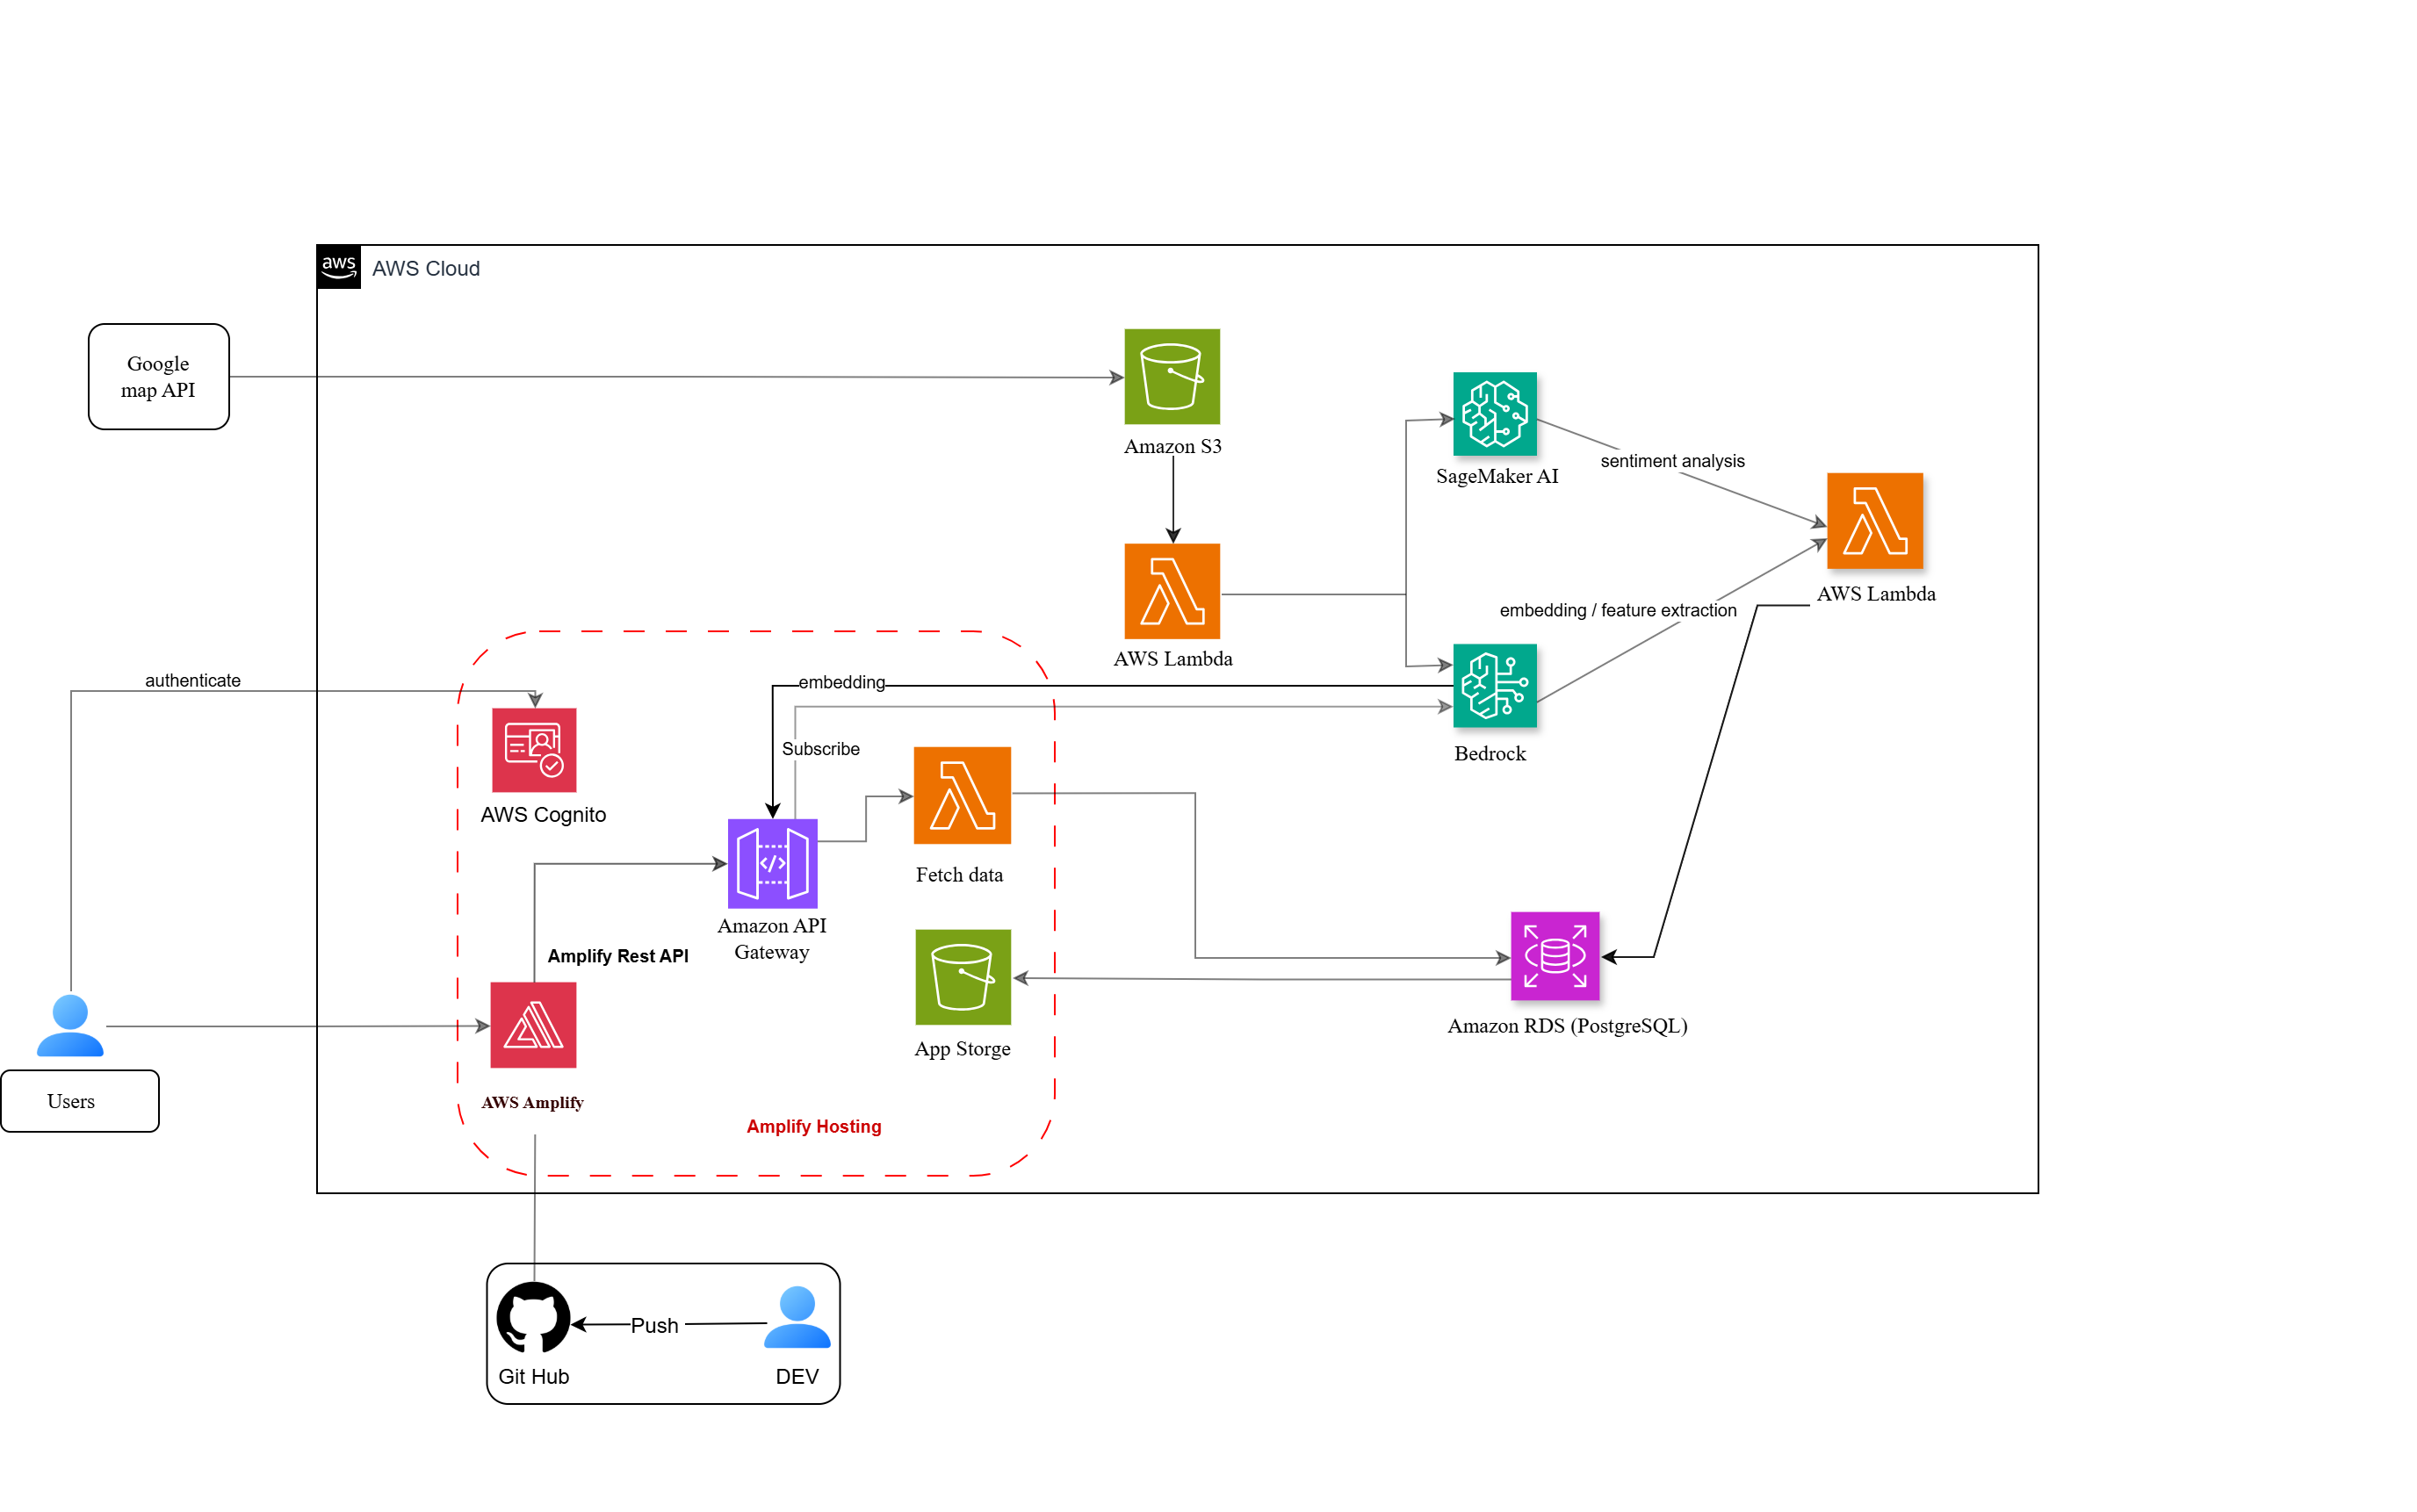 aws
AWS Cloud
Google
map API
Amazon S3
SageMaker AI
sentiment analysis
AWS Lambda
embedding / feature extraction
AWS Lambda
authenticate
embedding
Subscribe
Bedrock
AWS Cognito
Fetch data
Amazon API
Gateway
Amplify Rest API
Amazon RDS (PostgreSQL)
App Storge
Users
AWS Amplify
Amplify Hosting
Push
Git Hub
DEV